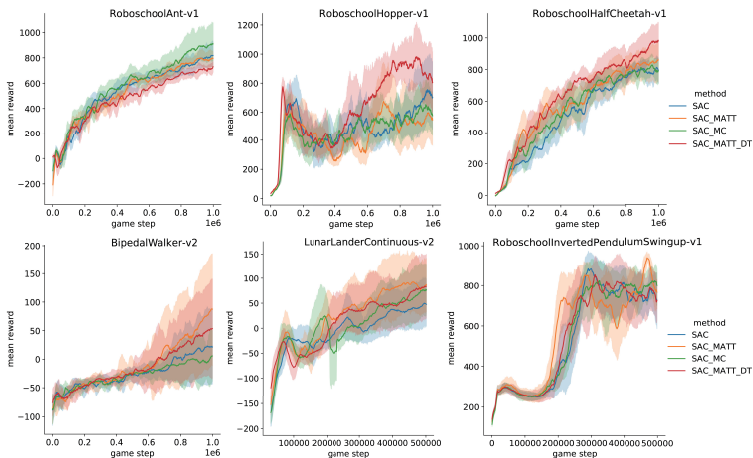 RoboschoolAnt-v1
RoboschoolHopper-v1
RoboschoolHalfCheetah-v1
mean reward
1000
800
600
400
200
0
−200
0.0 0.2 0.4 0.6 0.8 1.0
1e6
game step
mean reward
1200
1000
800
600
400
200
0
0.0 0.2 0.4 0.6 0.8 1.0
1e6
game step
mean reward
1000
800
600
400
200
0
0.0 0.2 0.4 0.6 0.8 1.0
1e6
game step
method
SAC
SAC_MATT
SAC_MC
SAC_MATT_DT
BipedalWalker-v2
LunarLanderContinuous-v2
RoboschoolInvertedPendulumSwingup-v1
mean reward
200
150
100
50
0
−50
−100
0.0 0.2 0.4 0.6 0.8 1.0
1e6
game step
mean reward
150
100
50
0
−50
−100
−150
−200
100000 200000 300000 400000 500000
game step
mean reward
1000
800
600
400
200
0 100000 200000 300000 400000 500000
game step
method
SAC
SAC_MATT
SAC_MC
SAC_MATT_DT